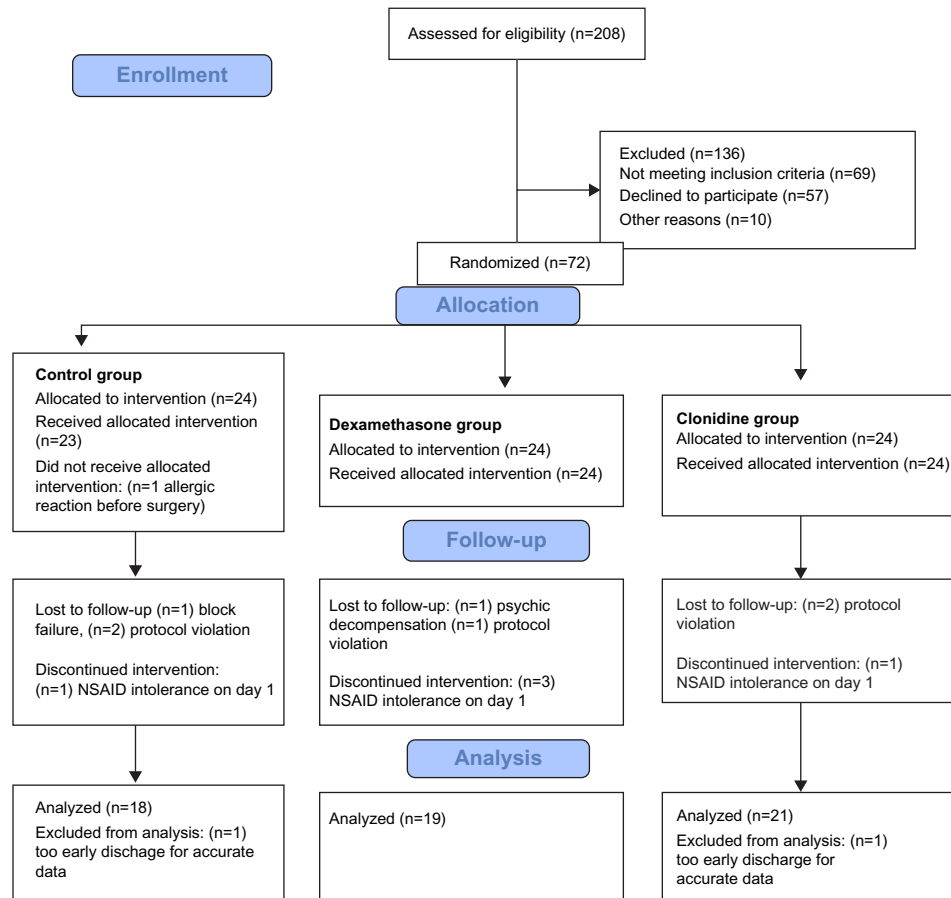 Assessed for eligibility (n=208)
Enrollment
Excluded (n=136)
Not meeting inclusion criteria (n=69)
Declined to participate (n=57)
Other reasons (n=10)
Randomized (n=72)
Allocation
Control group
Allocated to intervention (n=24)
Received allocated intervention
(n=23)
Did not receive allocated
intervention: (n=1 allergic
reaction before surgery)
Dexamethasone group
Allocated to intervention (n=24)
Received allocated intervention (n=24)
Clonidine group
Allocated to intervention (n=24)
Received allocated intervention (n=24)
Follow-up
Lost to follow-up (n=1) block
failure, (n=2) protocol violation
Discontinued intervention:
(n=1) NSAID intolerance on day 1
Lost to follow-up: (n=1) psychic
decompensation (n=1) protocol
violation
Discontinued intervention: (n=3)
NSAID intolerance on day 1
Lost to follow-up: (n=2) protocol
violation
Discontinued intervention: (n=1)
NSAID intolerance on day 1
Analysis
Analyzed (n=18)
Excluded from analysis: (n=1)
too early dischage for accurate
data
Analyzed (n=19)
Analyzed (n=21)
Excluded from analysis: (n=1)
too early discharge for
accurate data